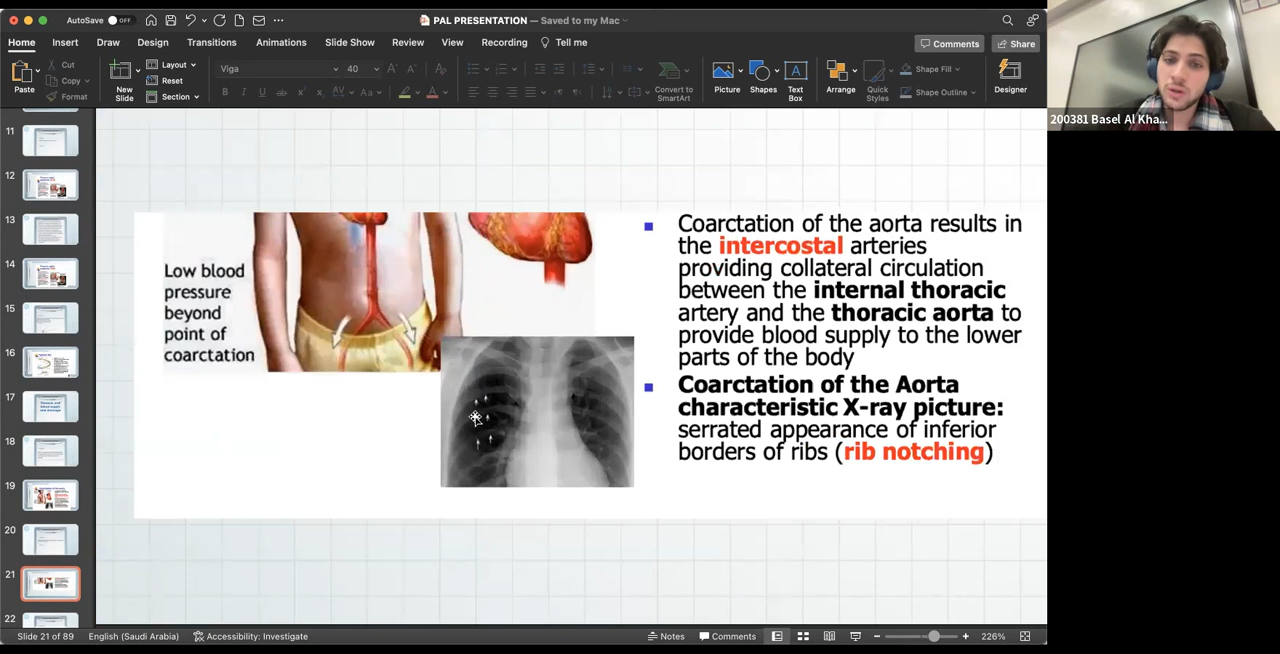 AutoSave OFF
PAL PRESENTATION — Saved to my Mac
Home Insert Draw Design Transitions Animations Slide Show Review View Recording Tell me
Comments Share
Paste
Cut
Copy
Format
New
Slide
Layout
Reset
Section
Viga 40
Convert to
SmartArt
Picture
Shapes
Text
Box
Arrange
Quick
Styles
Shape Fill
Shape Outline
Designer
200381 Basel Al Kha...
11
12
13
14
15
16
17
18
19
20
21
22
Low blood
pressure
beyond
point of
coarctation
Coarctation of the aorta results in
the intercostal arteries
providing collateral circulation
between the internal thoracic
artery and the thoracic aorta to
provide blood supply to the lower
parts of the body
Coarctation of the Aorta
characteristic X-ray picture:
serrated appearance of inferior
borders of ribs (rib notching)
Slide 21 of 89 English (Saudi Arabia) Accessibility: Investigate
Notes Comments 226%